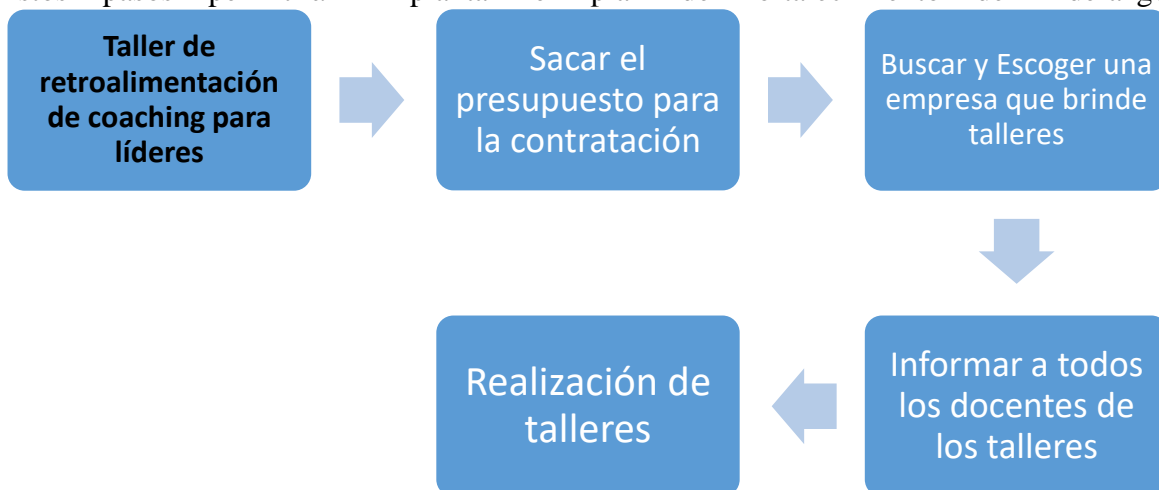 pasos
Taller de
retroalimentación
de coaching para
líderes
Sacar el
presupuesto para
la contratación
Buscar y Escoger una
empresa que brinde
talleres
Informar a todos
los docentes de
los talleres
Realización de
talleres